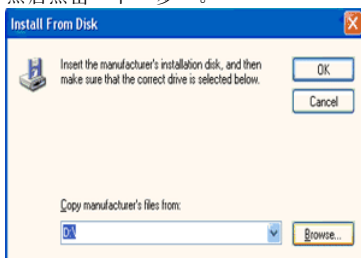 Install From Disk
Insert the manufacturer's installation disk, and then
make sure that the correct drive is selected below.
OK
Cancel
Copy manufacturer's files from:
D:\
Browse...